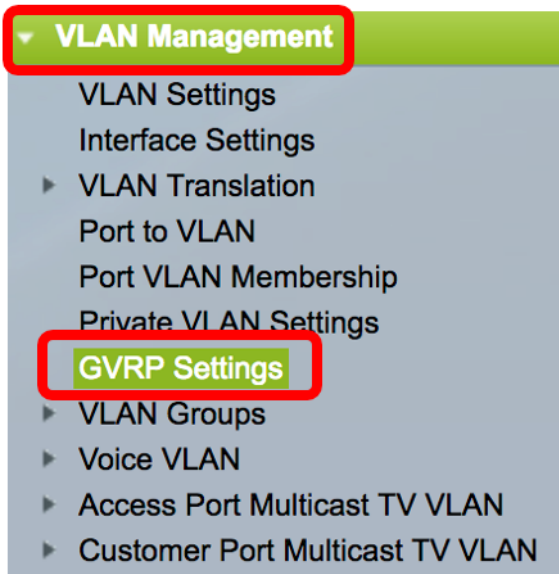 VLAN Management
VLAN Settings
Interface Settings
VLAN Translation
Port to VLAN
Port VLAN Membership
Private VLAN Settings
GVRP Settings
VLAN Groups
Voice VLAN
Access Port Multicast TV VLAN
Customer Port Multicast TV VLAN